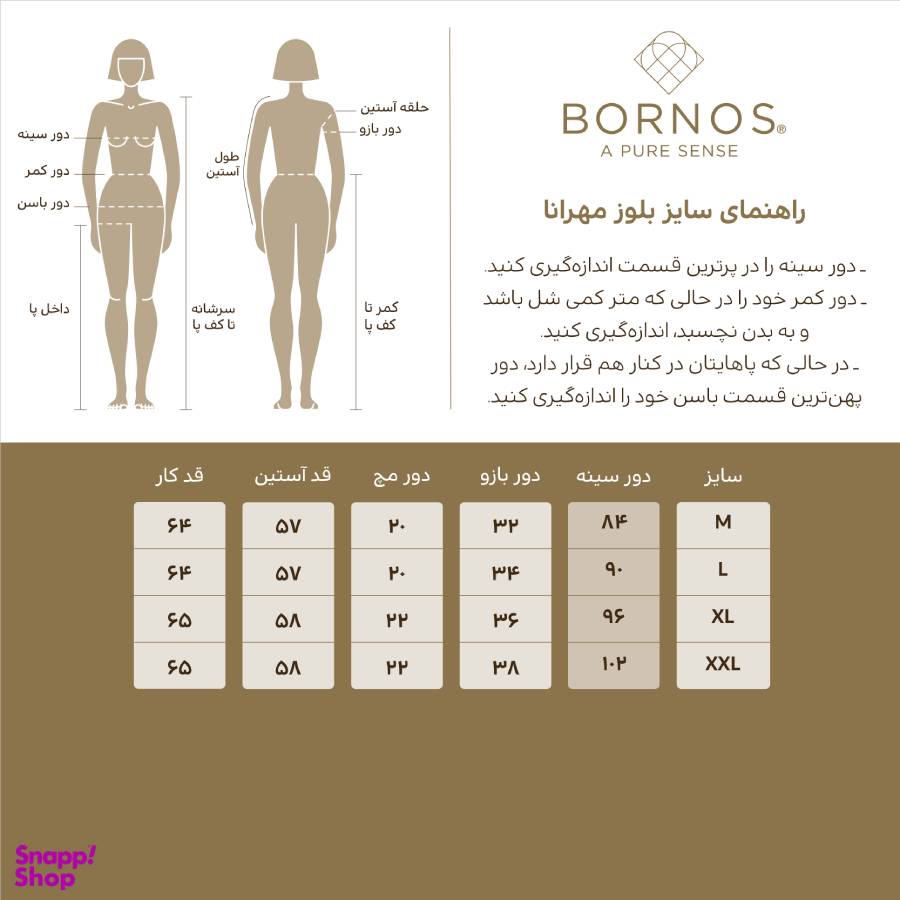 BORNOS®
A PURE SENSE
راهنمای سایز بلوز مهرانا
ـ دور سینه را در پرترین قسمت اندازه‌گیری کنید.
ـ دور کمر خود را در حالی که متر کمی شل باشد
و به بدن نچسبد، اندازه‌گیری کنید.
ـ در حالی که پاهایتان در کنار هم قرار دارد، دور
پهن‌ترین قسمت باسن خود را اندازه‌گیری کنید.
حلقه آستین
دور بازو
طول
آستین
کمر تا
کف پا
دور سینه
دور کمر
دور باسن
داخل پا
سرشانه
تا کف پا
سایز دور سینه دور بازو دور مچ قد آستین قد کار
M ۸۴ ۳۲ ۲۰ ۵۷ ۶۴
L ۹۰ ۳۴ ۲۰ ۵۷ ۶۴
XL ۹۶ ۳۶ ۲۲ ۵۸ ۶۵
XXL ۱۰۲ ۳۸ ۲۲ ۵۸ ۶۵
Snapp!
Shop